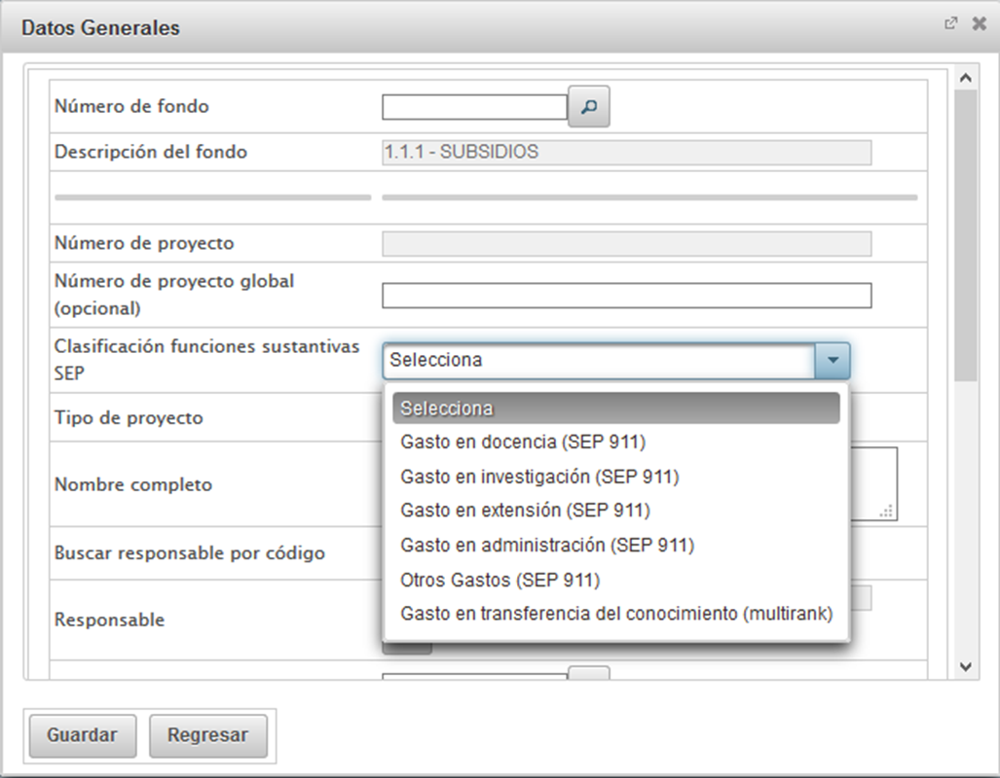 Datos Generales
Número de fondo
Descripción del fondo
1.1.1 - SUBSIDIOS
Número de proyecto
Número de proyecto global
(opcional)
Clasificación funciones sustantivas
SEP
Selecciona
Selecciona
Gasto en docencia (SEP 911)
Gasto en investigación (SEP 911)
Gasto en extensión (SEP 911)
Gasto en administración (SEP 911)
Otros Gastos (SEP 911)
Gasto en transferencia del conocimiento (multirank)
Tipo de proyecto
Nombre completo
Buscar responsable por código
Responsable
Guardar
Regresar